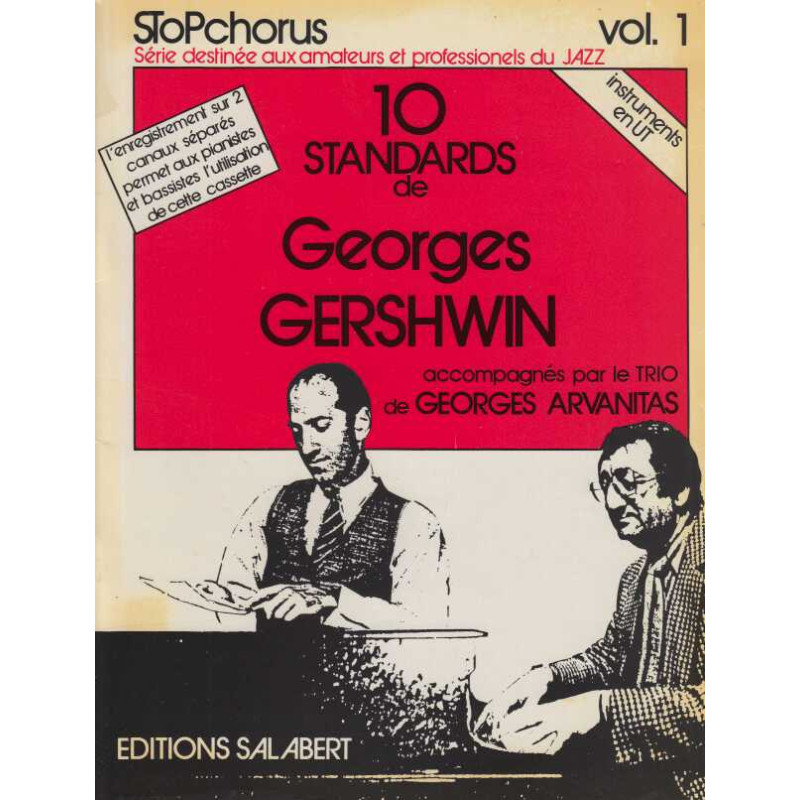 SToPchorus
vol. 1
Série destinée aux amateurs et professionels du JAZZ
l'enregistrement sur 2
canaux séparés
permet aux pianistes
et bassistes l'utilisation
de cette cassette
instruments
en UT
10
STANDARDS
de
Georges
GERSHWIN
accompagnés par le TRIO
de GEORGES ARVANITAS
EDITIONS SALABERT